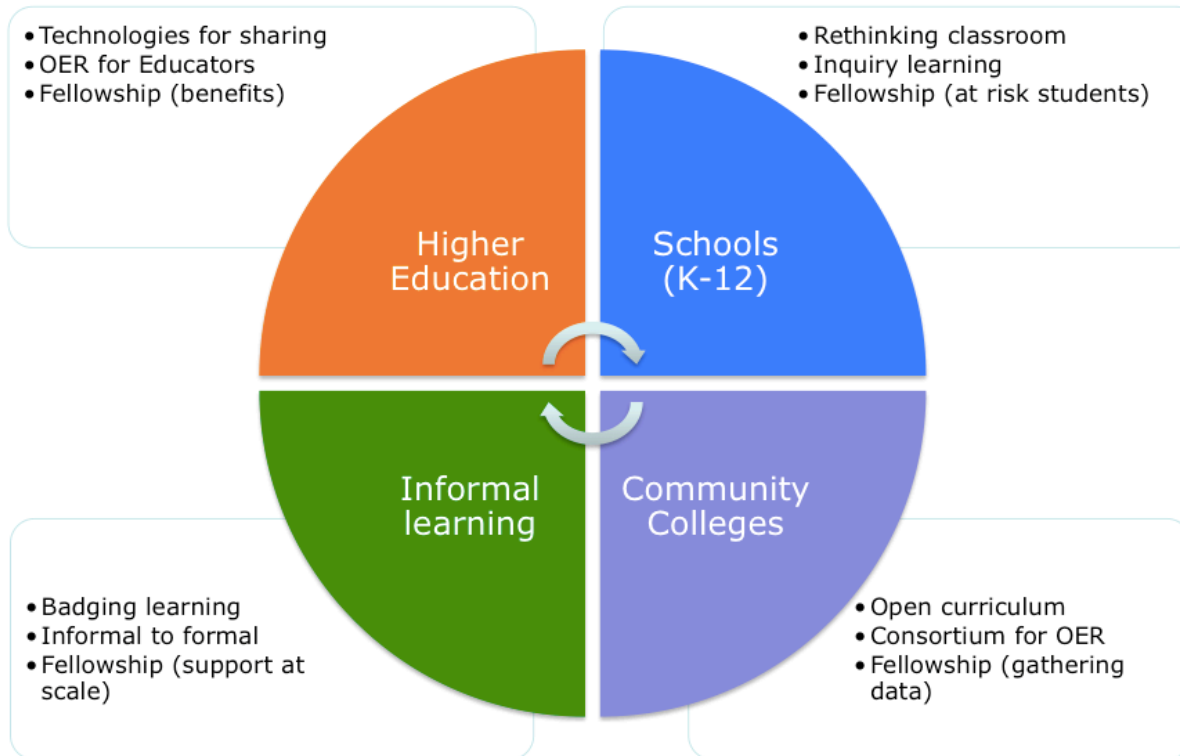 • Technologies for sharing
• OER for Educators
• Fellowship (benefits)
• Rethinking classroom
• Inquiry learning
• Fellowship (at risk students)
Higher
Education
Schools
(K-12)
Informal
learning
Community
Colleges
• Badging learning
• Informal to formal
• Fellowship (support at
scale)
• Open curriculum
• Consortium for OER
• Fellowship (gathering
data)